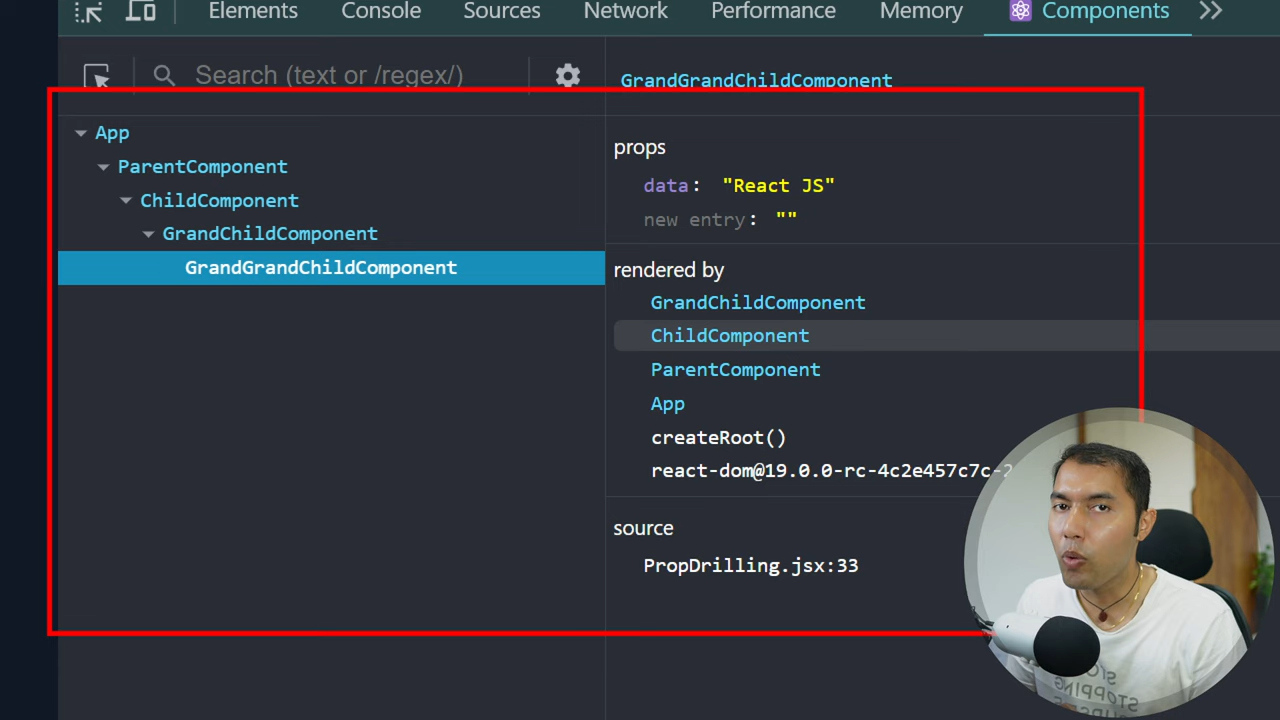 Elements Console Sources Network Performance Memory Components
Search (text or /regex/)
App
ParentComponent
ChildComponent
GrandChildComponent
GrandGrandChildComponent
GrandGrandChildComponent
props
data: "React JS"
new entry: ""
rendered by
GrandChildComponent
ChildComponent
ParentComponent
App
createRoot()
react-dom@19.0.0-rc-4c2e457c7c-
source
PropDrilling.jsx:33
STOPPING